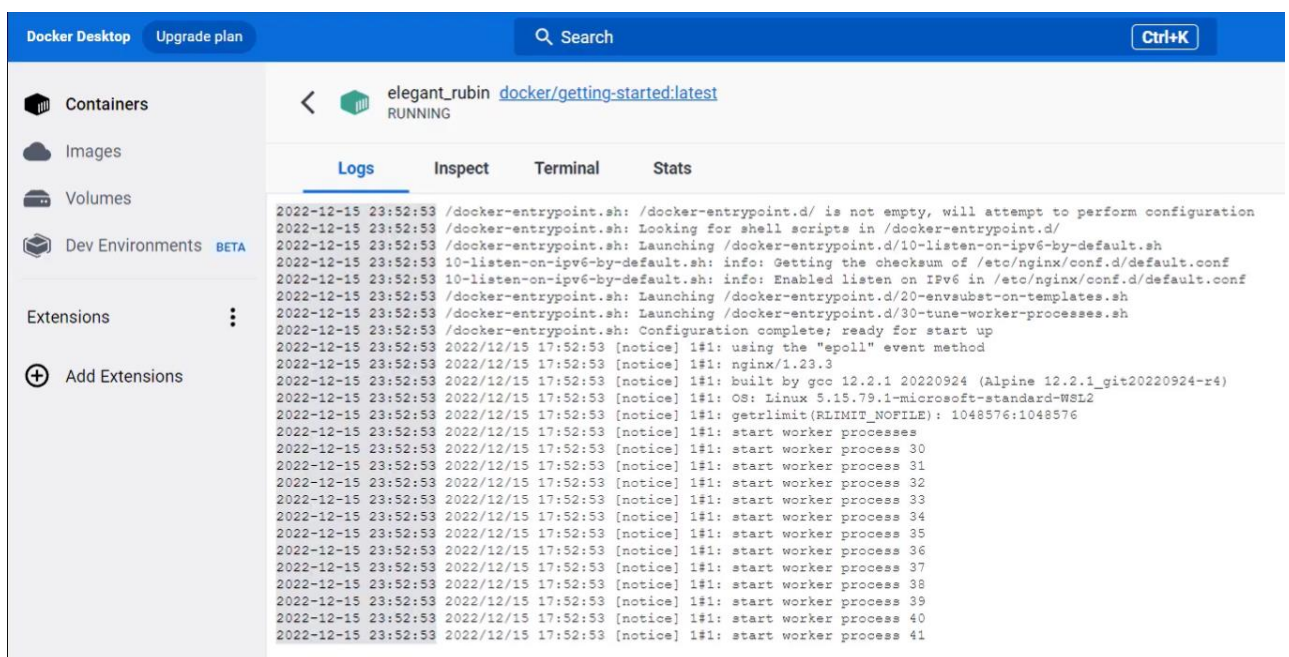 Docker Desktop Upgrade plan Search Ctrl+K
Containers
Images
Volumes
Dev Environments BETA
Extensions
Add Extensions
elegant_rubin docker/getting-started:latest
RUNNING
Logs Inspect Terminal Stats
2022-12-15 23:52:53 /docker-entrypoint.sh: /docker-entrypoint.d/ is not empty, will attempt to perform configuration
2022-12-15 23:52:53 /docker-entrypoint.sh: Looking for shell scripts in /docker-entrypoint.d/
2022-12-15 23:52:53 /docker-entrypoint.sh: Launching /docker-entrypoint.d/10-listen-on-ipv6-by-default.sh
2022-12-15 23:52:53 10-listen-on-ipv6-by-default.sh: info: Getting the checksum of /etc/nginx/conf.d/default.conf
2022-12-15 23:52:53 10-listen-on-ipv6-by-default.sh: info: Enabled listen on IPv6 in /etc/nginx/conf.d/default.conf
2022-12-15 23:52:53 /docker-entrypoint.sh: Launching /docker-entrypoint.d/20-envsubst-on-templates.sh
2022-12-15 23:52:53 /docker-entrypoint.sh: Launching /docker-entrypoint.d/30-tune-worker-processes.sh
2022-12-15 23:52:53 /docker-entrypoint.sh: Configuration complete; ready for start up
2022-12-15 23:52:53 2022/12/15 17:52:53 [notice] 1#1: using the "epoll" event method
2022-12-15 23:52:53 2022/12/15 17:52:53 [notice] 1#1: nginx/1.23.3
2022-12-15 23:52:53 2022/12/15 17:52:53 [notice] 1#1: built by gcc 12.2.1 20220924 (Alpine 12.2.1_git20220924-r4)
2022-12-15 23:52:53 2022/12/15 17:52:53 [notice] 1#1: OS: Linux 5.15.79.1-microsoft-standard-WSL2
2022-12-15 23:52:53 2022/12/15 17:52:53 [notice] 1#1: getrlimit(RLIMIT_NOFILE): 1048576:1048576
2022-12-15 23:52:53 2022/12/15 17:52:53 [notice] 1#1: start worker processes
2022-12-15 23:52:53 2022/12/15 17:52:53 [notice] 1#1: start worker process 30
2022-12-15 23:52:53 2022/12/15 17:52:53 [notice] 1#1: start worker process 31
2022-12-15 23:52:53 2022/12/15 17:52:53 [notice] 1#1: start worker process 32
2022-12-15 23:52:53 2022/12/15 17:52:53 [notice] 1#1: start worker process 33
2022-12-15 23:52:53 2022/12/15 17:52:53 [notice] 1#1: start worker process 34
2022-12-15 23:52:53 2022/12/15 17:52:53 [notice] 1#1: start worker process 35
2022-12-15 23:52:53 2022/12/15 17:52:53 [notice] 1#1: start worker process 36
2022-12-15 23:52:53 2022/12/15 17:52:53 [notice] 1#1: start worker process 37
2022-12-15 23:52:53 2022/12/15 17:52:53 [notice] 1#1: start worker process 38
2022-12-15 23:52:53 2022/12/15 17:52:53 [notice] 1#1: start worker process 39
2022-12-15 23:52:53 2022/12/15 17:52:53 [notice] 1#1: start worker process 40
2022-12-15 23:52:53 2022/12/15 17:52:53 [notice] 1#1: start worker process 41